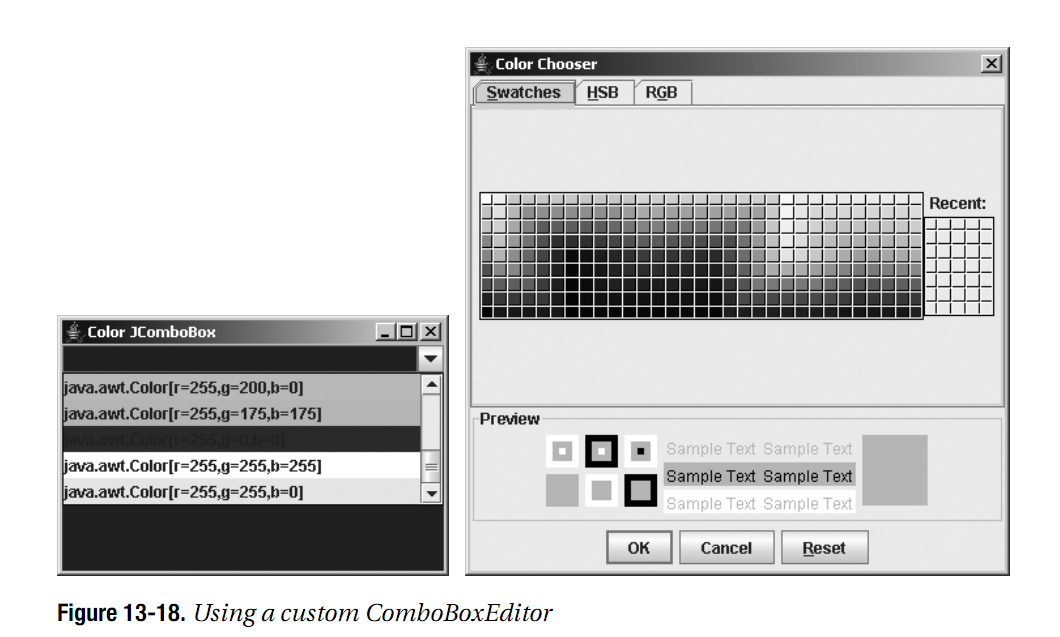 Color Chooser
Swatches HSB RGB
Recent:
Color JComboBox
java.awt.Color[r=255,g=200,b=0]
java.awt.Color[r=255,g=175,b=175]
java.awt.Color[r=255,g=0,b=0]
java.awt.Color[r=255,g=255,b=255]
java.awt.Color[r=255,g=255,b=0]
Preview
Sample Text Sample Text
Sample Text Sample Text
Sample Text Sample Text
OK Cancel Reset
Figure 13-18. Using a custom ComboBoxEditor